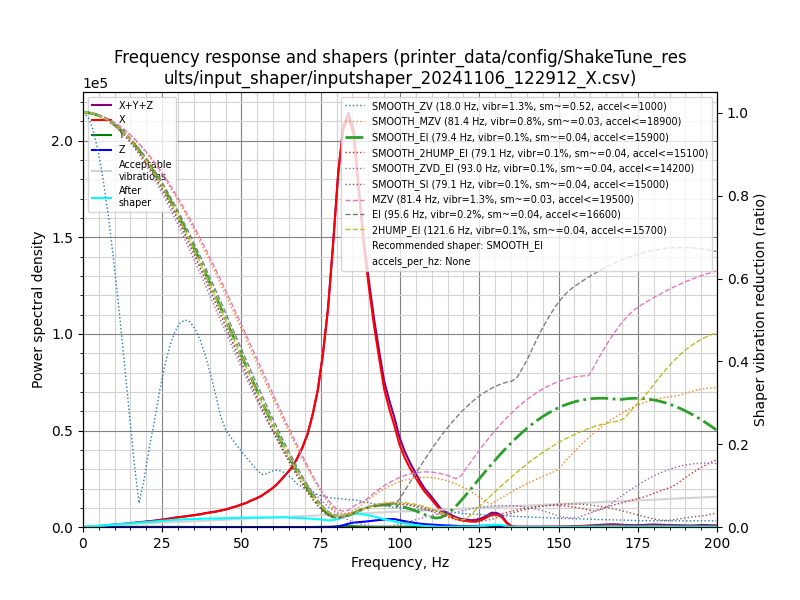 Frequency response and shapers (printer_data/config/ShakeTune_res
ults/input_shaper/inputshaper_20241106_122912_X.csv)
1e5
X+Y+Z
X
Z
Acceptable
vibrations
After
shaper
SMOOTH_ZV (18.0 Hz, vibr=1.3%, sm~=0.52, accel<=1000)
SMOOTH_MZV (81.4 Hz, vibr=0.8%, sm~=0.03, accel<=18900)
SMOOTH_EI (79.4 Hz, vibr=0.1%, sm~=0.04, accel<=15900)
SMOOTH_2HUMP_EI (79.1 Hz, vibr=0.1%, sm~=0.04, accel<=15100)
SMOOTH_ZVD_EI (93.0 Hz, vibr=0.1%, sm~=0.04, accel<=14200)
SMOOTH_SI (79.1 Hz, vibr=0.1%, sm~=0.04, accel<=15000)
MZV (81.4 Hz, vibr=1.3%, sm~=0.03, accel<=19500)
EI (95.6 Hz, vibr=0.2%, sm~=0.04, accel<=16600)
2HUMP_EI (121.6 Hz, vibr=0.1%, sm~=0.04, accel<=15700)
Recommended shaper: SMOOTH_EI
accels_per_hz: None
Power spectral density
2.0
1.5
1.0
0.5
0.0
Shaper vibration reduction (ratio)
1.0
0.8
0.6
0.4
0.2
0.0
0 25 50 75 100 125 150 175 200
Frequency, Hz